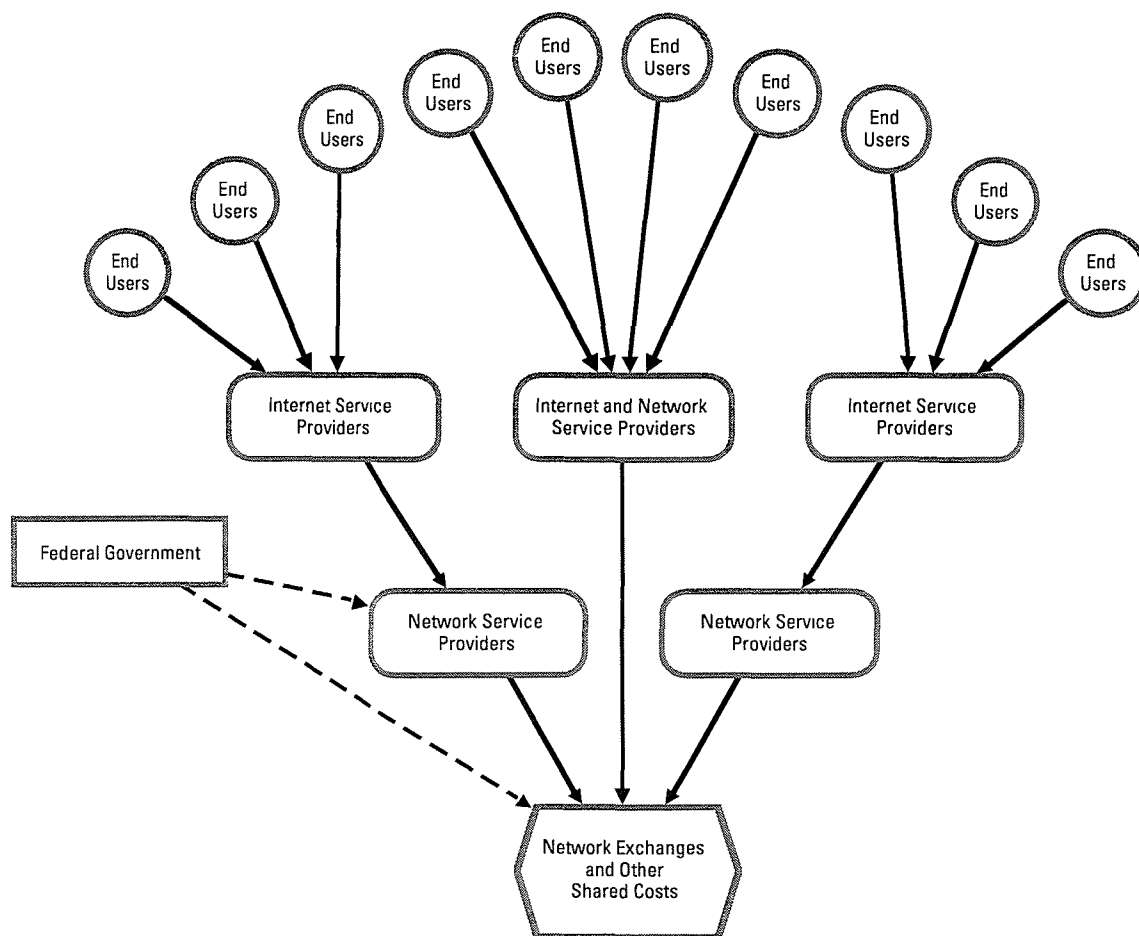 End
Users
End
Users
End
Users
End
Users
End
Users
End
Users
End
Users
End
Users
End
Users
End
Users
Internet Service
Providers
Internet and Network
Service Providers
Internet Service
Providers
Federal Government
Network Service
Providers
Network Service
Providers
Network Exchanges
and Other
Shared Costs